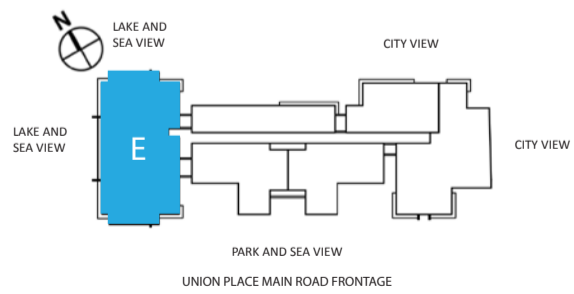 N
LAKE AND
SEA VIEW
CITY VIEW
LAKE AND
SEA VIEW
E
CITY VIEW
PARK AND SEA VIEW
UNION PLACE MAIN ROAD FRONTAGE